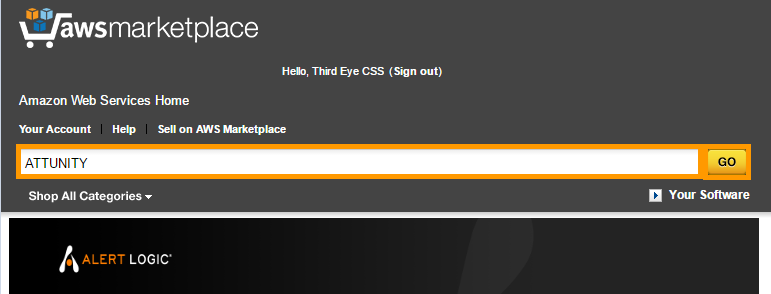 awsmarketplace
Hello, Third Eye CSS (Sign out)
Amazon Web Services Home
Your Account | Help | Sell on AWS Marketplace
ATTUNITY GO
Shop All Categories Your Software
ALERT LOGIC®